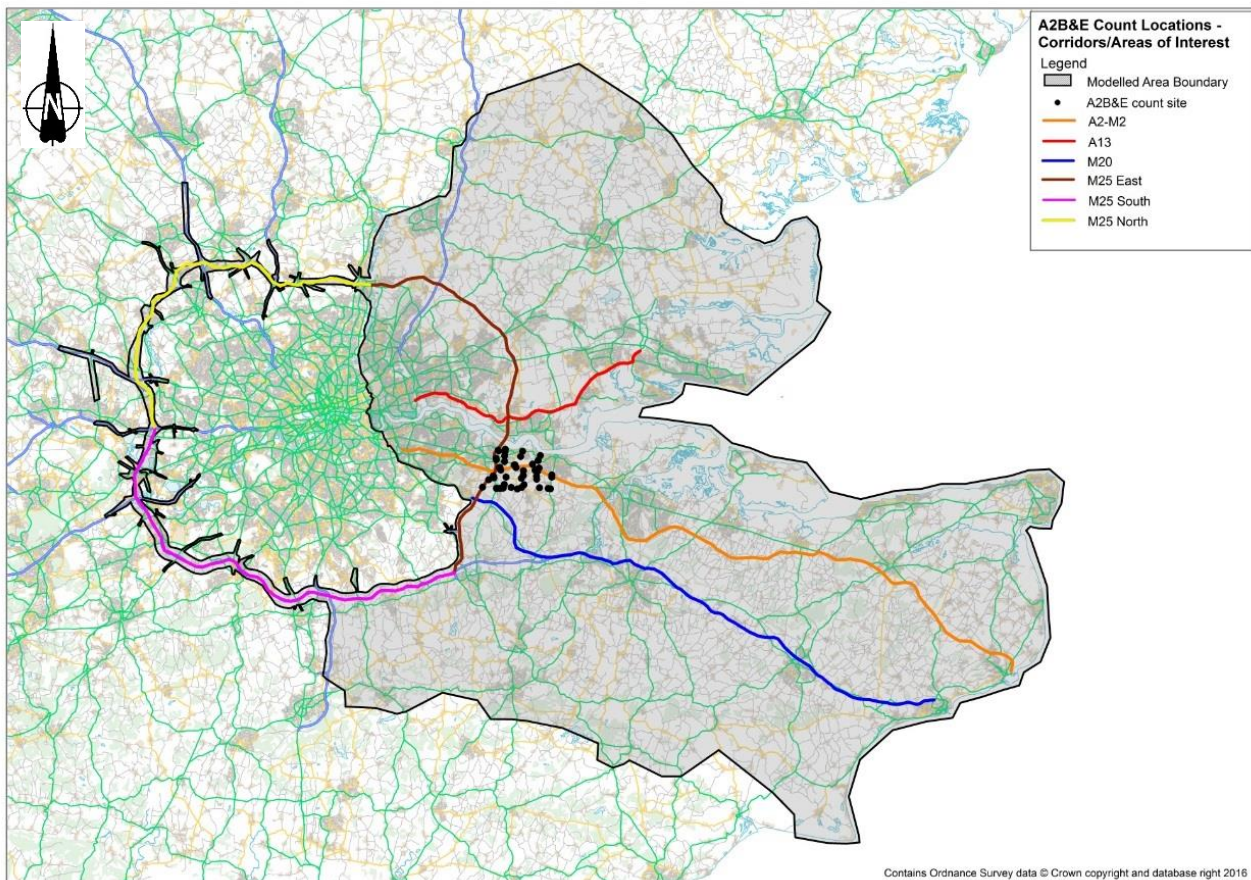 N
A2B&E Count Locations -
Corridors/Areas of Interest
Legend
Modelled Area Boundary
A2B&E count site
A2-M2
A13
M20
M25 East
M25 South
M25 North
Contains Ordnance Survey data © Crown copyright and database right 2016